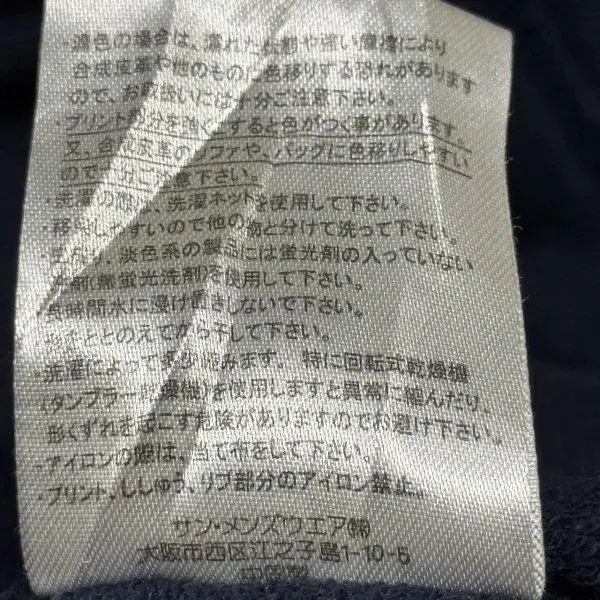 ・濃色の場合は、濡れた状態や強い摩擦により
合成皮革や他のものに色移りする恐れがあります
ので、お取扱いには十分ご注意下さい。
・プリント部分を強くこすると色がつく事があります。
又、合成皮革のソファや、バッグに色移りしやすい
ので十分ご注意下さい。
・洗濯の際は、洗濯ネットを使用して下さい。
・移りしやすいので他の物と分けて洗って下さい。
・生成り、淡色系の製品には蛍光剤の入っていない
洗剤(無蛍光洗剤)を使用して下さい。
・長時間水に浸け置きしないで下さい。
・形をととのえてから干して下さい。
・洗濯によって多少縮みます。特に回転式乾燥機
(タンブラー乾燥機)を使用しますと異常に縮んだり、
形くずれを起こす危険がありますのでお避け下さい。
・アイロンの際は、当て布をして下さい。
・プリント、ししゅう、リブ部分のアイロン禁止。
サン・メンズウエア㈱
大阪市西区江之子島1-10-5
中国製